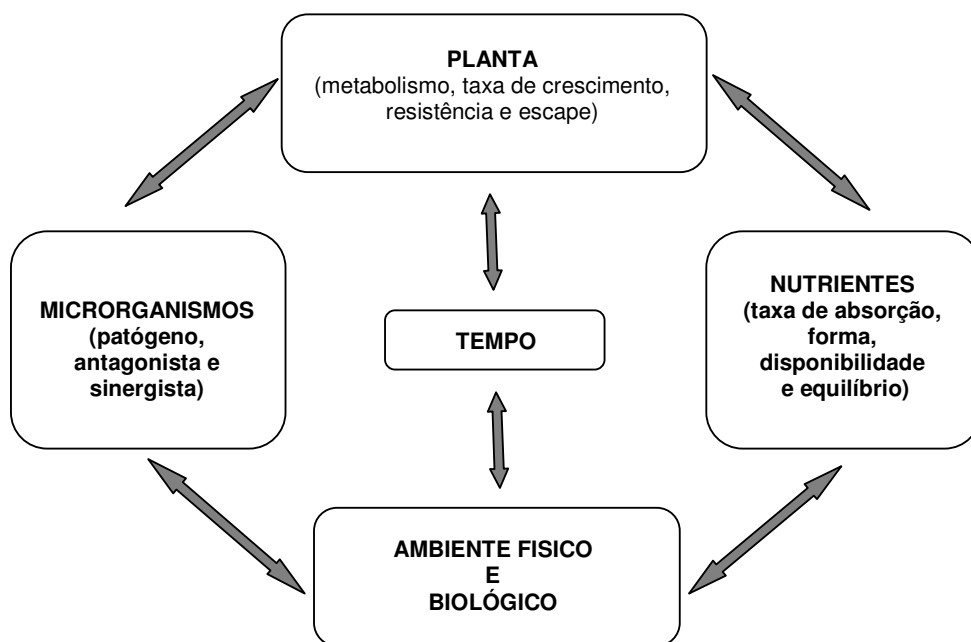 PLANTA
(metabolismo, taxa de crescimento,
resistência e escape)
MICRORGANISMOS
(patógeno,
antagonista e
sinergista)
TEMPO
NUTRIENTES
(taxa de absorção,
forma,
disponibilidade
e equilíbrio)
AMBIENTE FISICO
E
BIOLÓGICO